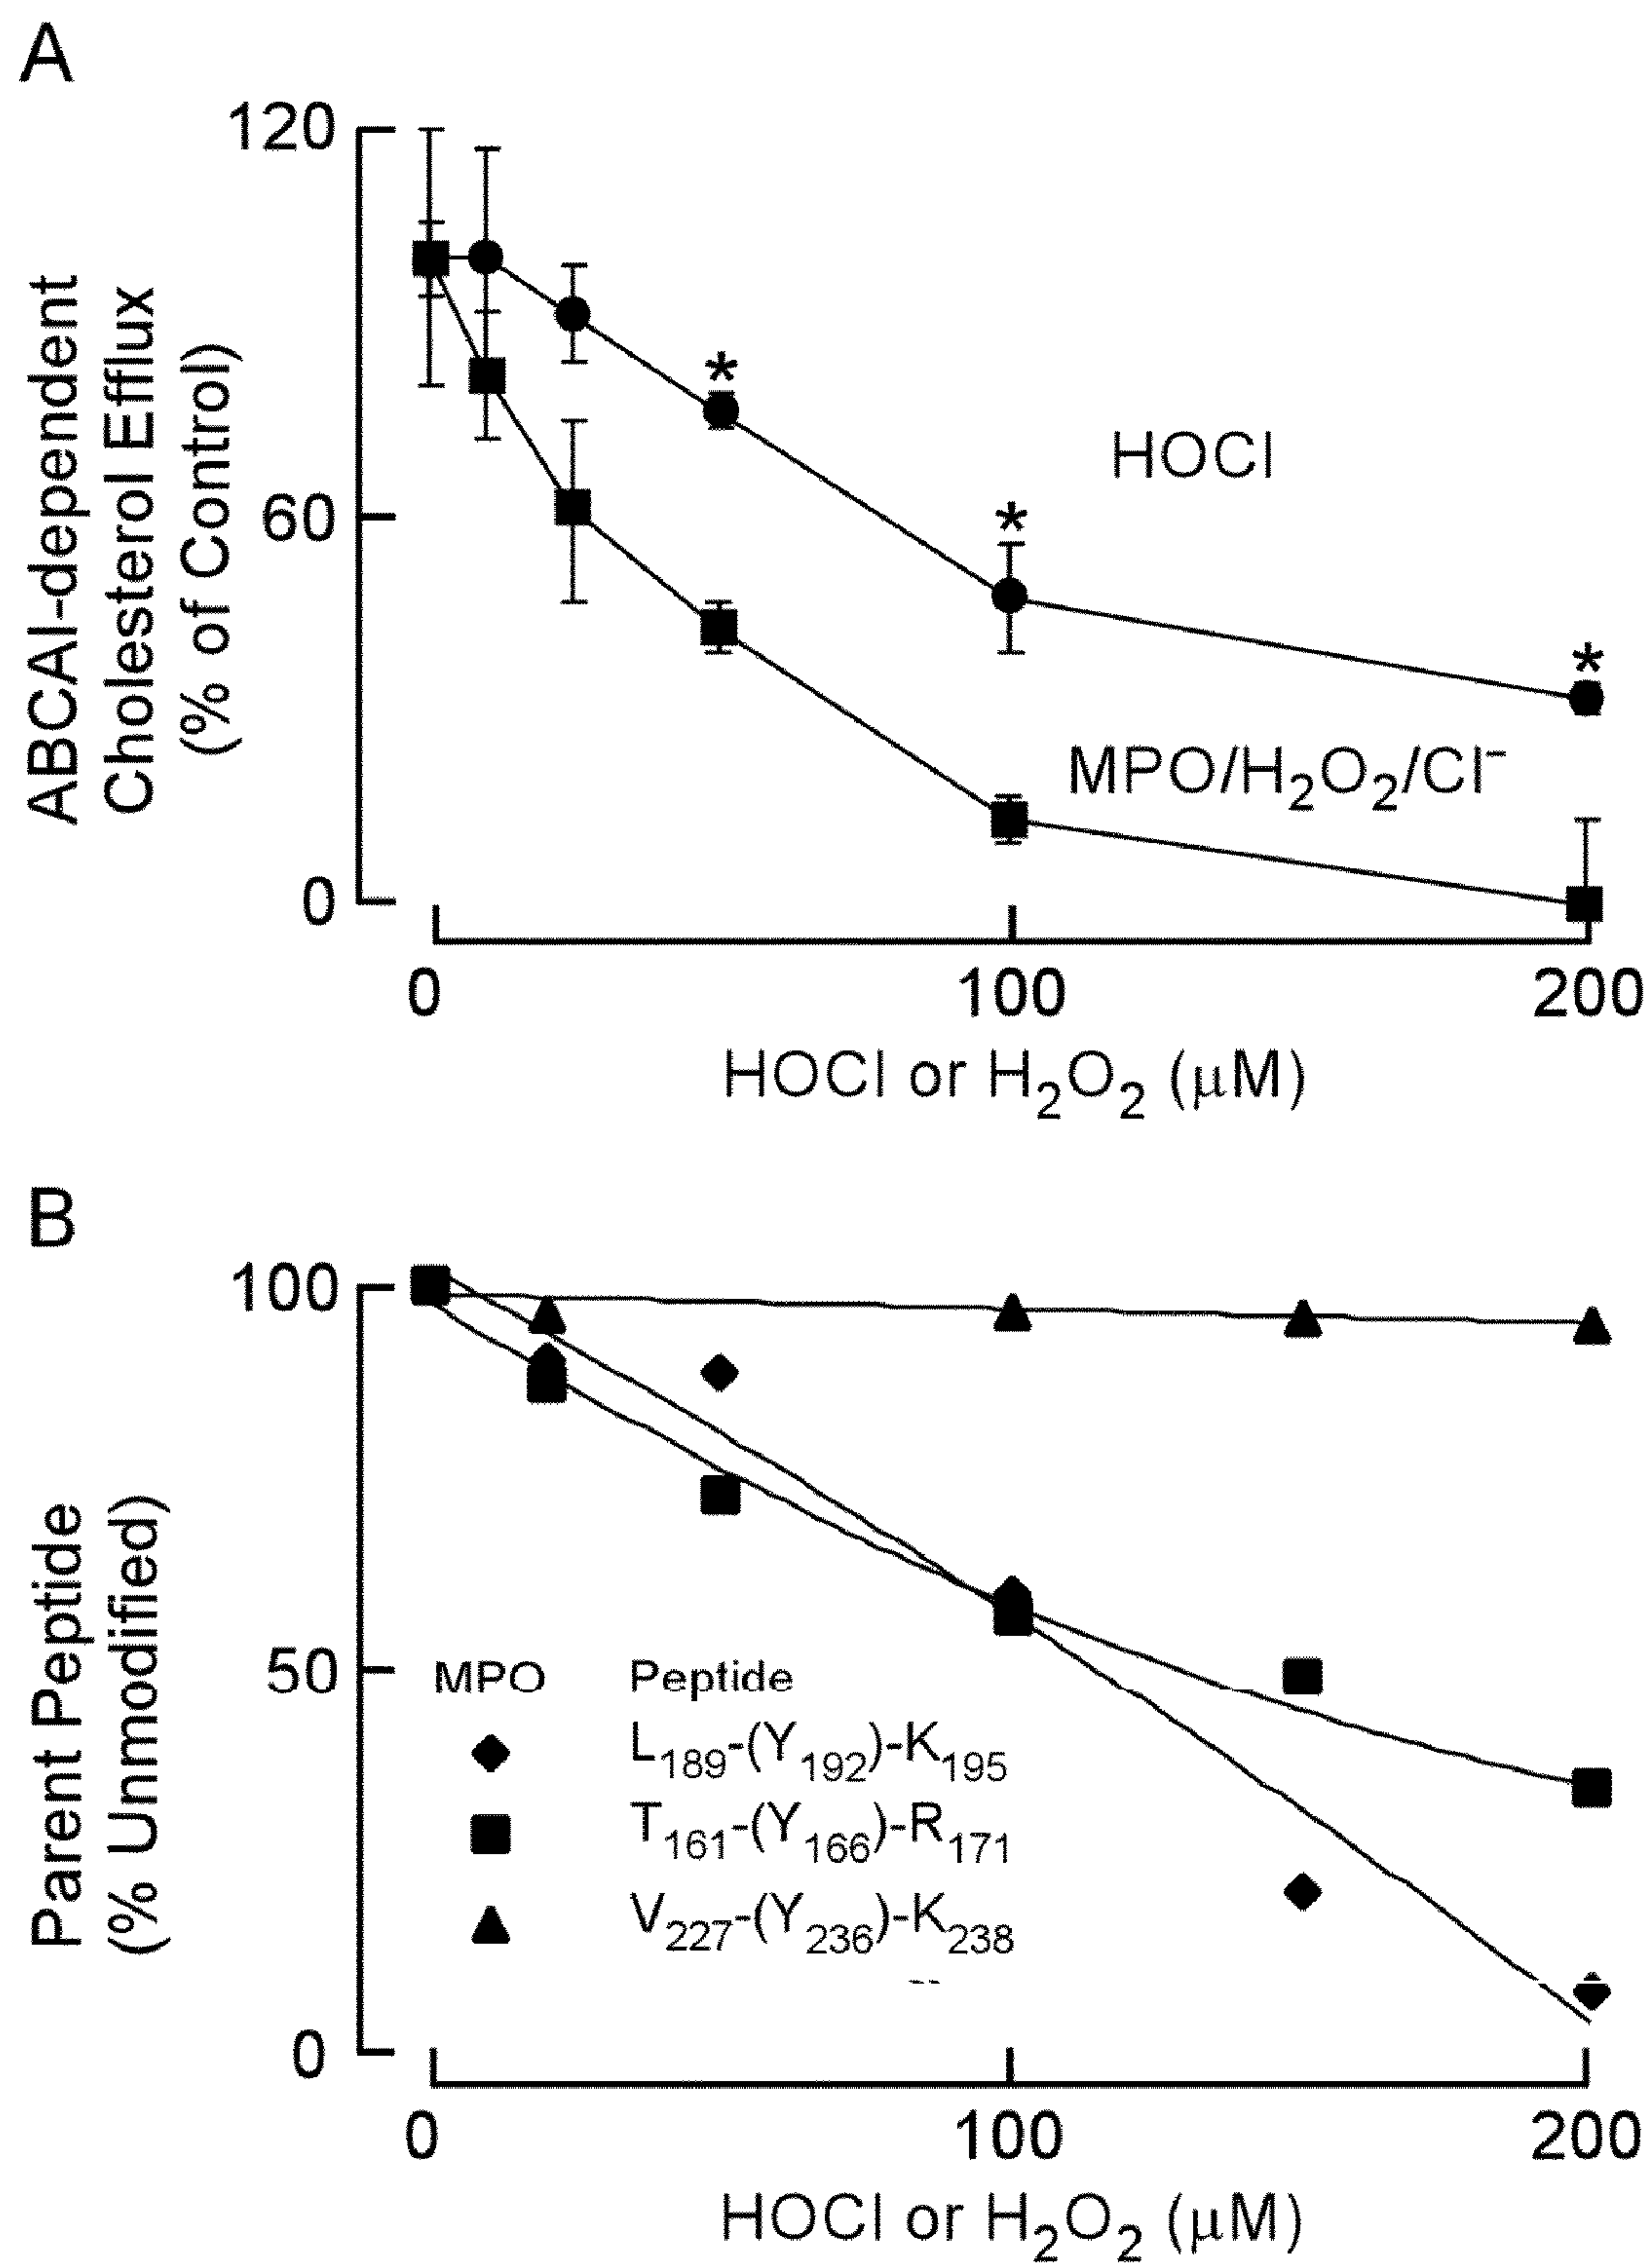 A
120
60
0
ABCAI-dependent
Cholesterol Efflux
(% of Control)
*
*
*
HOCl
MPO/H₂O₂/Cl⁻
0 100 200
HOCl or H₂O₂ (μM)
B
100
50
0
Parent Peptide
(% Unmodified)
MPO Peptide
L₁₈₉-(Y₁₉₂)-K₁₉₅
T₁₆₁-(Y₁₆₆)-R₁₇₁
V₂₂₇-(Y₂₃₆)-K₂₃₈
0 100 200
HOCl or H₂O₂ (μM)